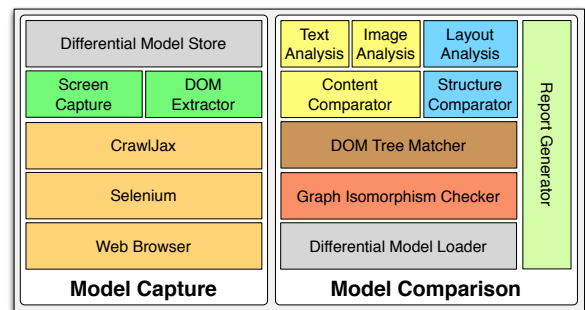 Differential Model Store
Screen
Capture
DOM
Extractor
CrawlJax
Selenium
Web Browser
Model Capture
Text
Analysis
Image
Analysis
Layout
Analysis
Content
Comparator
Structure
Comparator
DOM Tree Matcher
Graph Isomorphism Checker
Differential Model Loader
Report Generator
Model Comparison